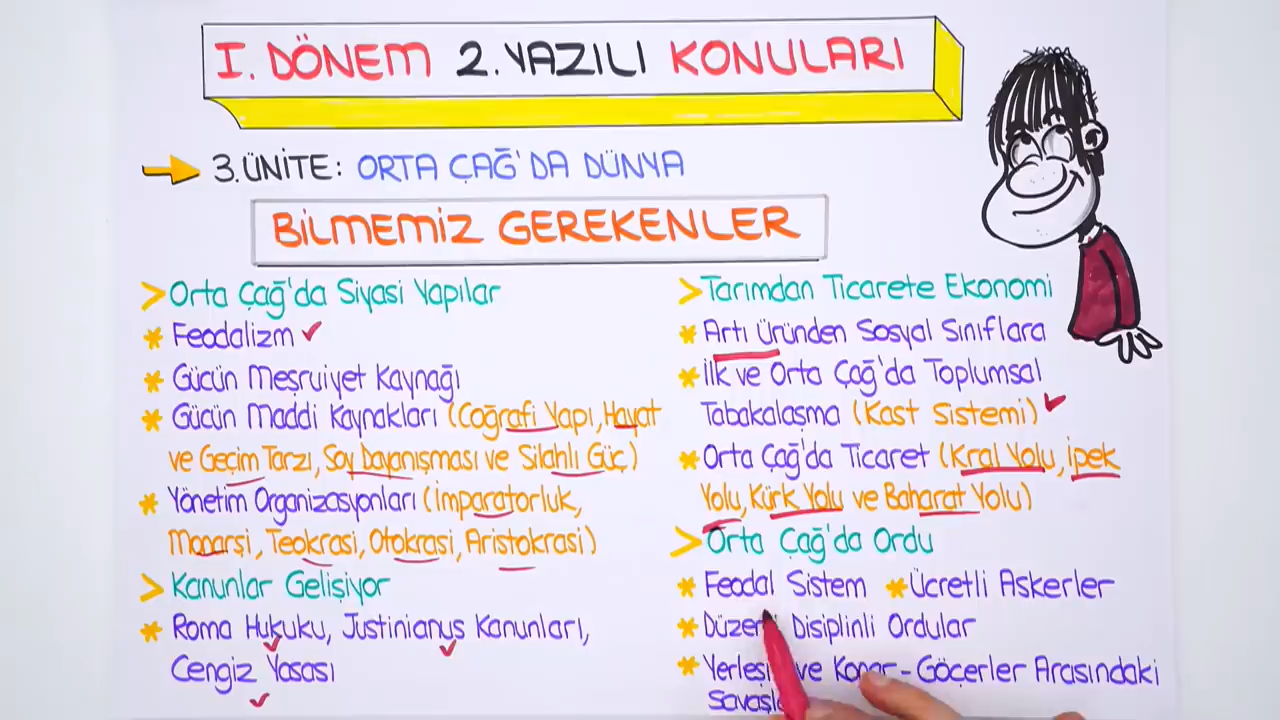 I. DÖNEM 2. YAZILI KONULARI
3. ÜNİTE: ORTA ÇAĞ'DA DÜNYA
BİLMEMİZ GEREKENLER
> Orta Çağ'da Siyasi Yapılar
* Feodalizm ✓
* Gücün Meşruiyet Kaynağı
* Gücün Maddi Kaynakları (Coğrafi Yapı, Hayat
ve Geçim Tarzı, Soy Dayanışması ve Silahlı Güç)
* Yönetim Organizasyonları (İmparatorluk,
Monarşi, Teokrasi, Otokrasi, Aristokrasi)
> Kanunlar Gelişiyor
* Roma Hukuku, Justinianus Kanunları,
Cengiz Yasası
> Tarımdan Ticarete Ekonomi
* Artı Üründen Sosyal Sınıflara
* İlk ve Orta Çağ'da Toplumsal
Tabakalaşma (Kast Sistemi) ✓
* Orta Çağ'da Ticaret (Kral Yolu, İpek
Yolu, Kürk Yolu ve Baharat Yolu)
> Orta Çağ'da Ordu
* Feodal Sistem * Ücretli Askerler
* Disiplinli Ordular
* ve Konar-Göçerler Arasındaki